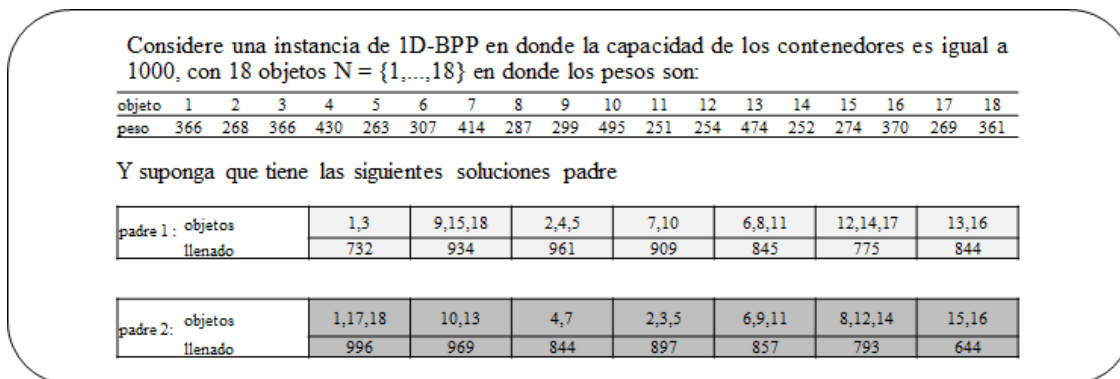 Considere una instancia de 1D-BPP en donde la capacidad de los contenedores es igual a
1000, con 18 objetos N = {1,...,18} en donde los pesos son:
objeto 1 2 3 4 5 6 7 8 9 10 11 12 13 14 15 16 17 18
peso 366 268 366 430 263 307 414 287 299 495 251 254 474 252 274 370 269 361
Y suponga que tiene las siguientes soluciones padre
padre 1 : objetos 1,3 9,15,18 2,4,5 7,10 6,8,11 12,14,17 13,16
llenado 732 934 961 909 845 775 844
padre 2: objetos 1,17,18 10,13 4,7 2,3,5 6,9,11 8,12,14 15,16
llenado 996 969 844 897 857 793 644